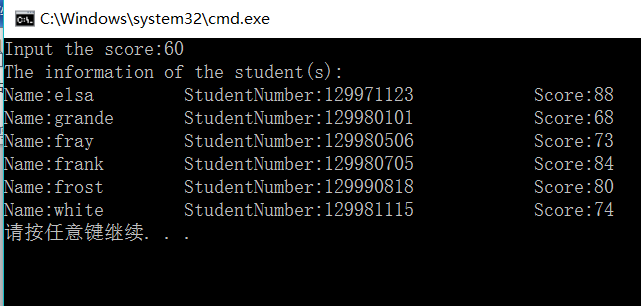 C:\Windows\system32\cmd.exe
Input the score:60
The information of the student(s):
Name:elsa StudentNumber:129971123 Score:88
Name:grande StudentNumber:129980101 Score:68
Name:fray StudentNumber:129980506 Score:73
Name:frank StudentNumber:129980705 Score:84
Name:frost StudentNumber:129990818 Score:80
Name:white StudentNumber:129981115 Score:74
请按任意键继续. . .